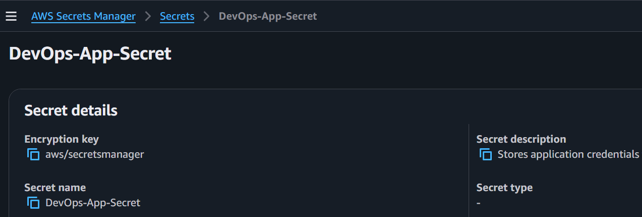 AWS Secrets Manager > Secrets > DevOps-App-Secret
DevOps-App-Secret
Secret details
Encryption key
aws/secretsmanager
Secret description
Stores application credentials
Secret name
DevOps-App-Secret
Secret type
-